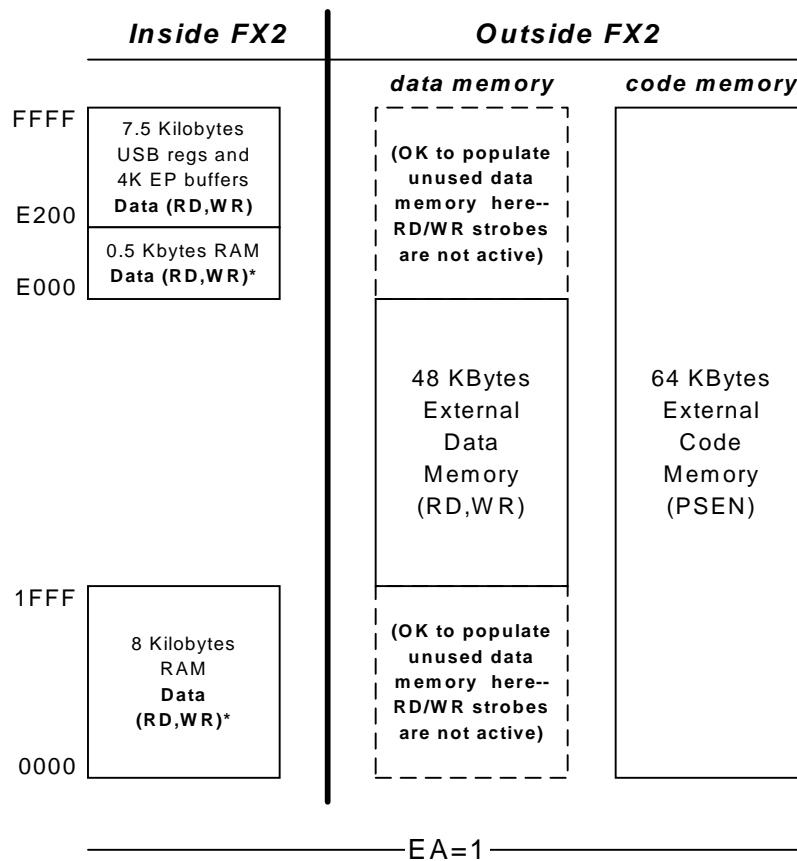 Inside FX2
Outside FX2
data memory
code memory
FFFF
7.5 Kilobytes
USB regs and
4K EP buffers
Data (RD,WR)
E200
0.5 Kbytes RAM
Data (RD,WR)*
E000
(OK to populate
unused data
memory here--
RD/WR strobes
are not active)
48 KBytes
External
Data
Memory
(RD,WR)
64 KBytes
External
Code
Memory
(PSEN)
1FFF
8 Kilobytes
RAM
Data
(RD,WR)*
0000
(OK to populate
unused data
memory here--
RD/WR strobes
are not active)
EA=1